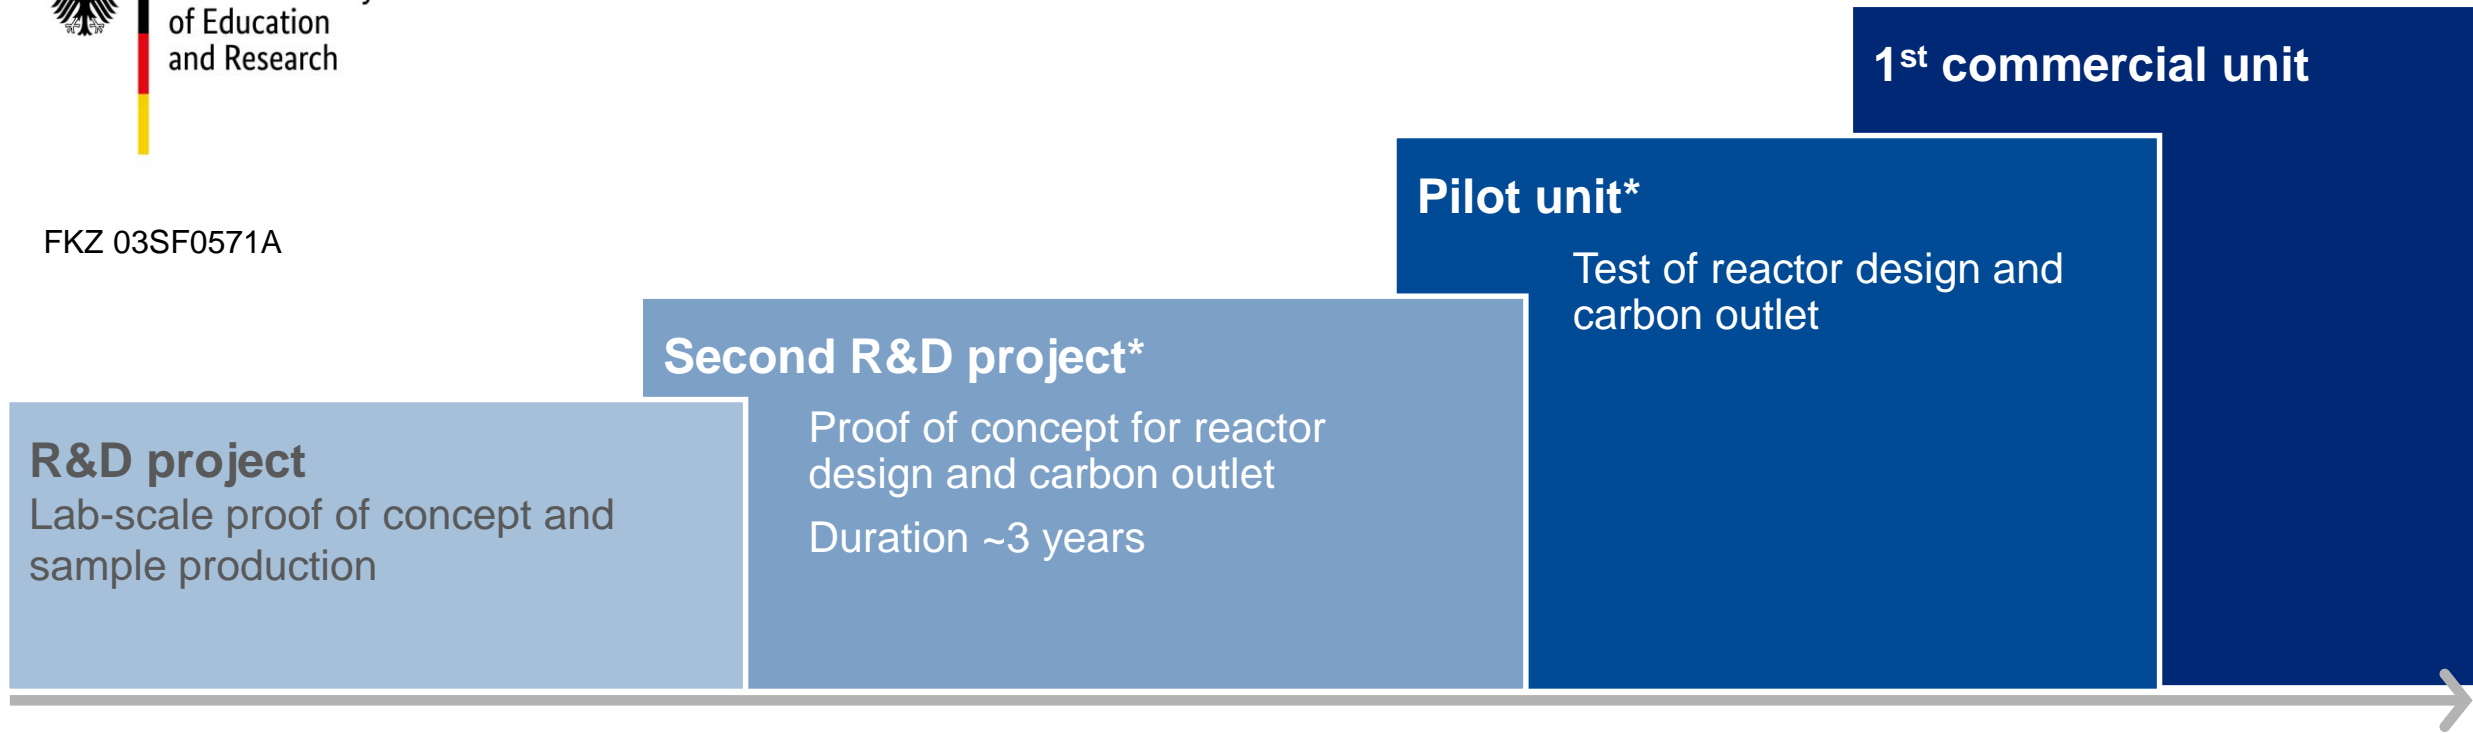 of Education
and Research
FKZ 03SF0571A
1st commercial unit
Pilot unit*
Test of reactor design and
carbon outlet
Second R&D project*
Proof of concept for reactor
design and carbon outlet
Duration ~3 years
R&D project
Lab-scale proof of concept and
sample production